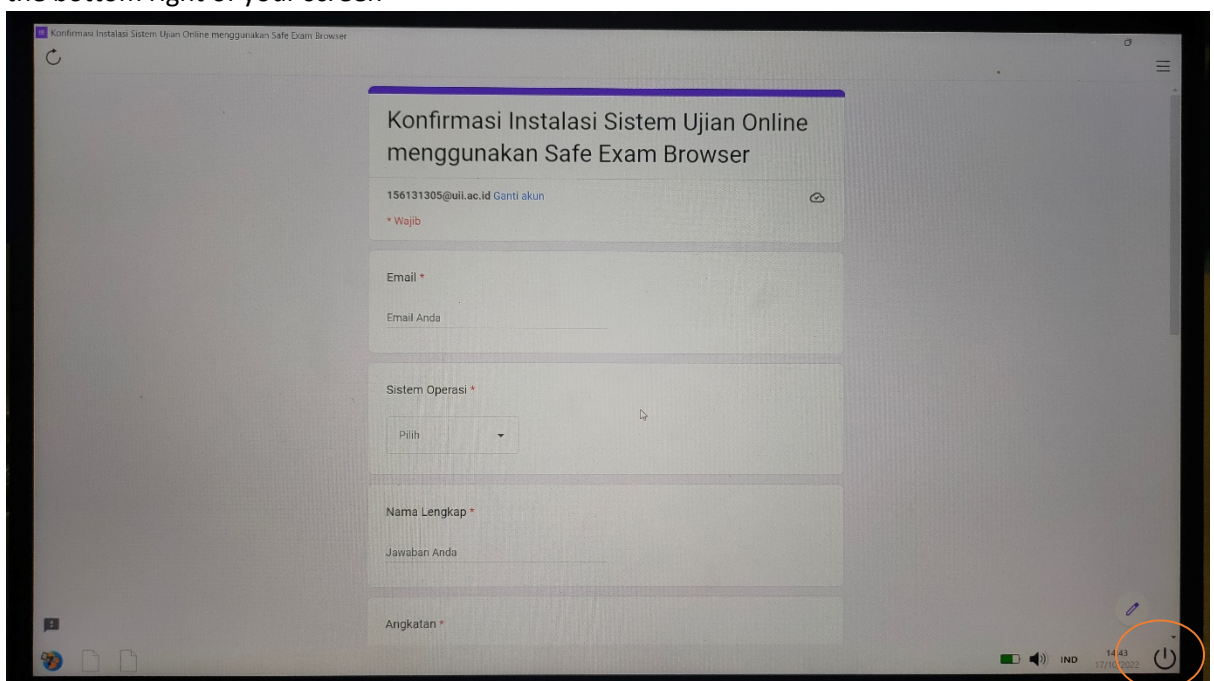 the bottom right of your screen
Konfirmasi Instalasi Sistem Ujian Online menggunakan Safe Exam Browser
Konfirmasi Instalasi Sistem Ujian Online
menggunakan Safe Exam Browser
156131305@uii.ac.id Ganti akun
* Wajib
Email *
Email Anda
Sistem Operasi *
Pilih
Nama Lengkap *
Jawaban Anda
Angkatan *
IND
14:43
17/10/2022